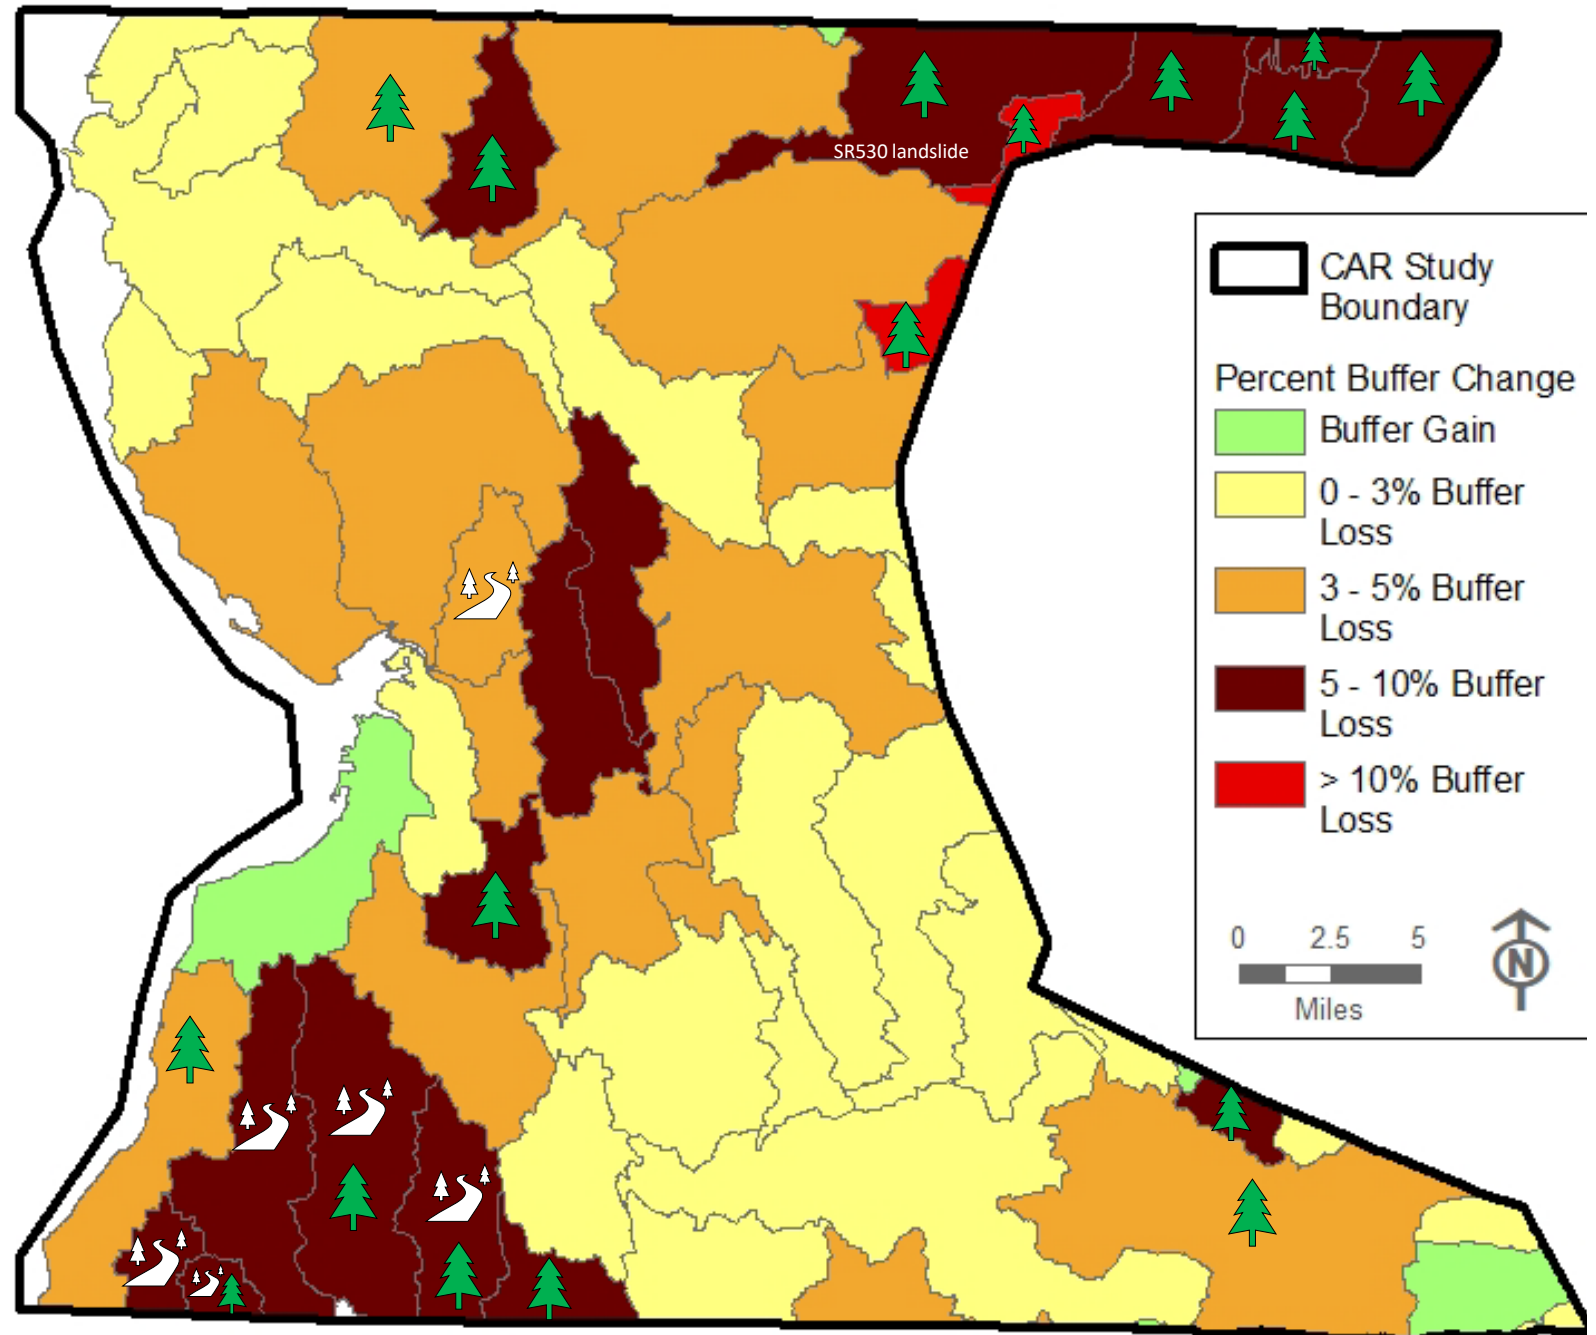 SR530 landslide
CAR Study
Boundary
Percent Buffer Change
Buffer Gain
0 - 3% Buffer
Loss
3 - 5% Buffer
Loss
5 - 10% Buffer
Loss
> 10% Buffer
Loss
0 2.5 5
Miles
N